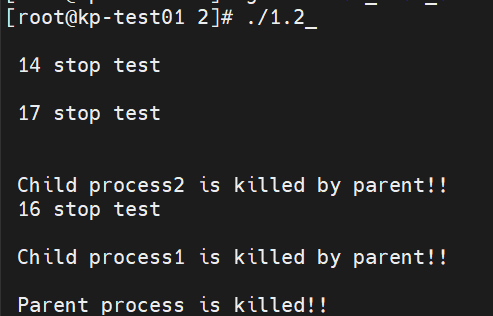 [root@kp-test01 2]# ./1.2_
14 stop test
17 stop test
Child process2 is killed by parent!!
16 stop test
Child process1 is killed by parent!!
Parent process is killed!!